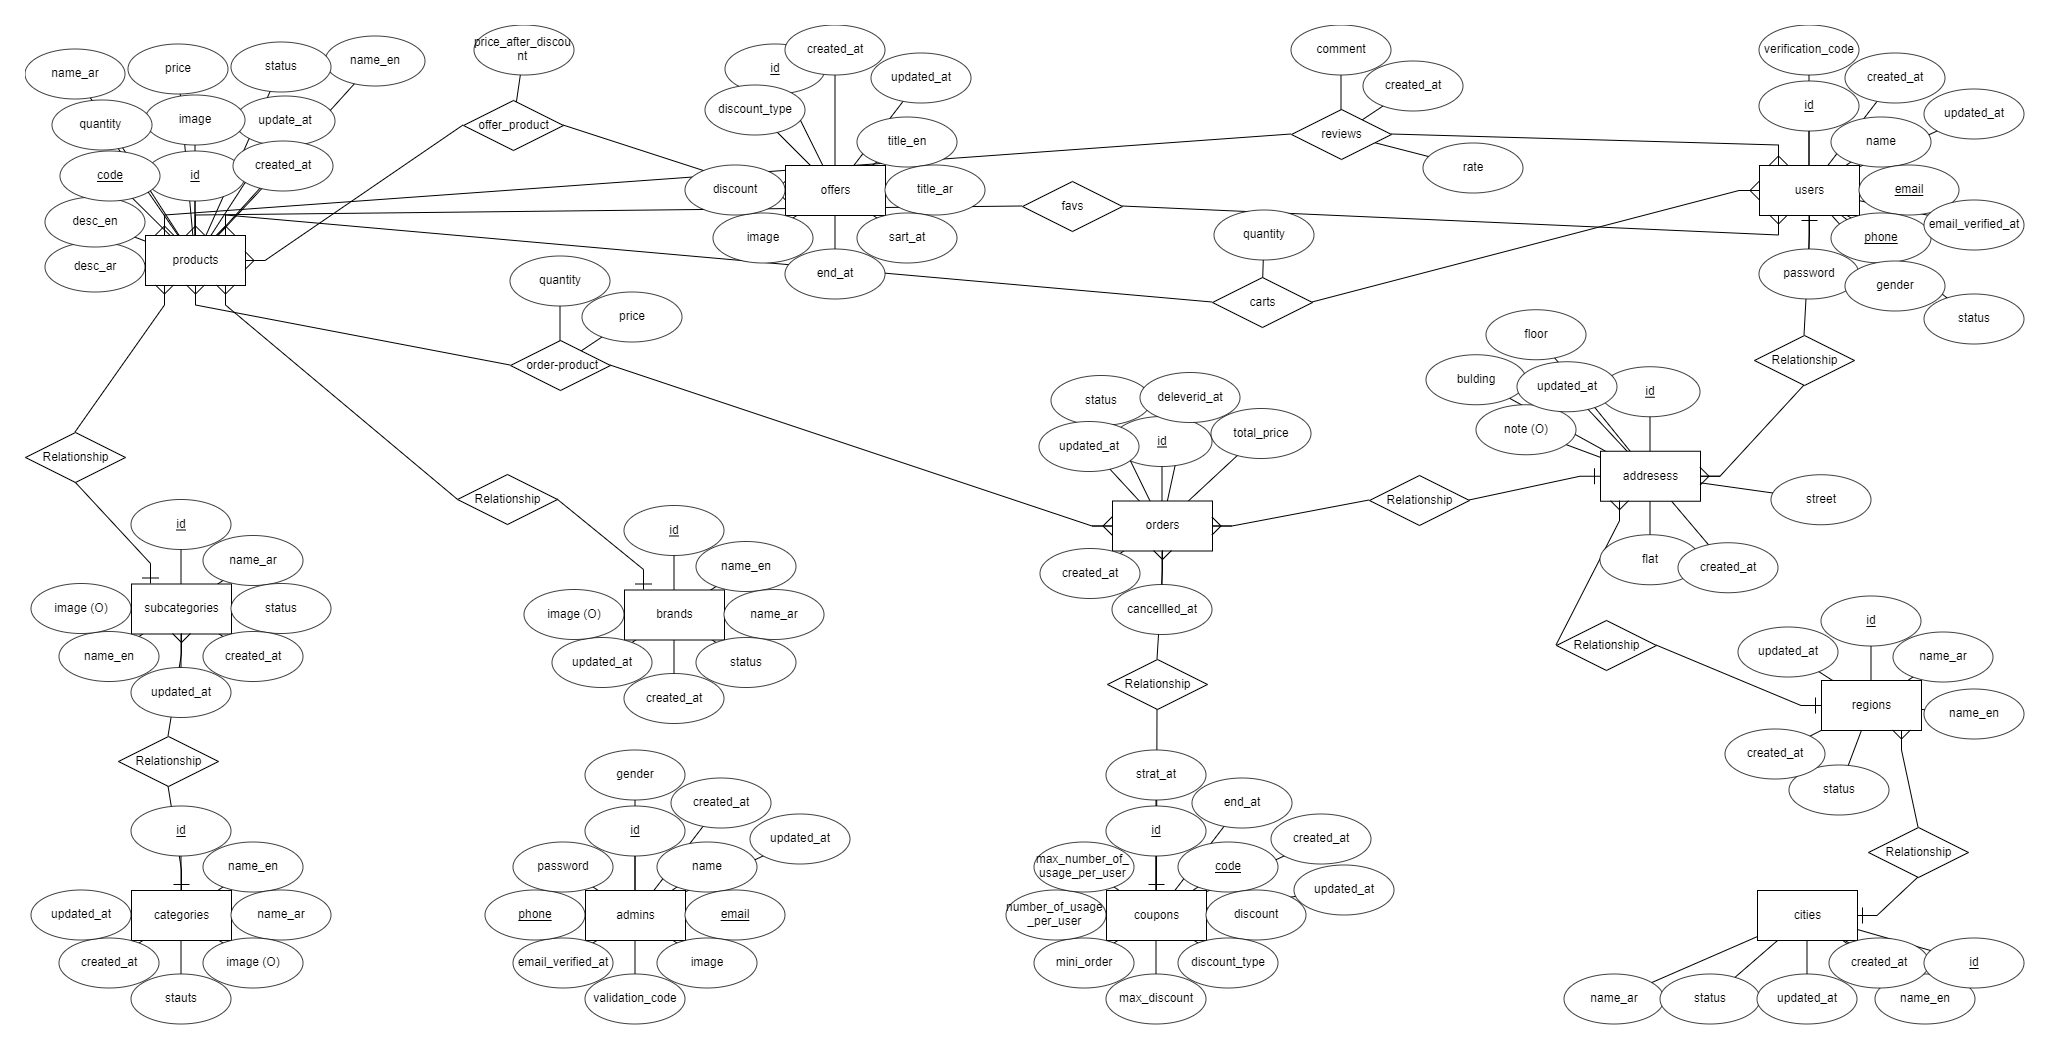 name_ar
price
status
name_en
quantity
image
update_at
code
id
created_at
desc_en
desc_ar
products
price_after_discou
nt
offer_product
id
created_at
updated_at
discount_type
title_en
discount
offers
title_ar
image
sart_at
end_at
comment
created_at
reviews
rate
favs
quantity
carts
verification_code
created_at
id
updated_at
name
users
email
phone
email_verified_at
password
gender
status
Relationship
quantity
price
order-product
floor
bulding
updated_at
id
note (O)
addresess
street
flat
created_at
status
deleverid_at
updated_at
id
total_price
orders
created_at
cancellled_at
Relationship
Relationship
Relationship
Relationship
id
name_ar
image (O)
subcategories
status
name_en
created_at
updated_at
Relationship
id
name_en
image (O)
brands
name_ar
updated_at
status
created_at
Relationship
id
updated_at
name_ar
regions
name_en
created_at
status
Relationship
id
name_en
updated_at
categories
name_ar
created_at
image (O)
stauts
gender
created_at
id
updated_at
password
name
phone
admins
email
email_verified_at
image
validation_code
strat_at
end_at
id
created_at
max_number_of_
usage_per_user
code
updated_at
number_of_usage
_per_user
coupons
discount
mini_order
discount_type
max_discount
Relationship
cities
created_at
id
name_ar
status
updated_at
name_en